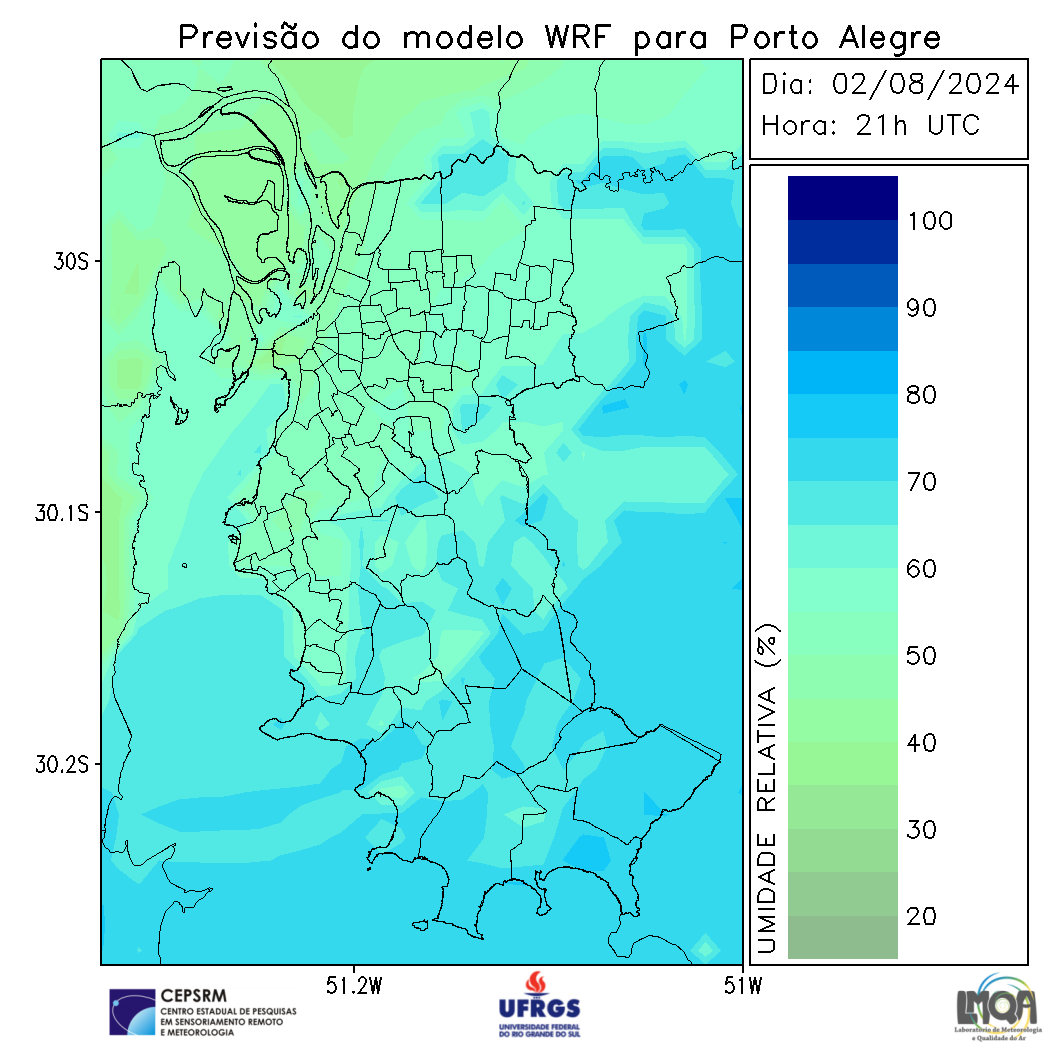 Previsão do modelo WRF para Porto Alegre
Dia: 02/08/2024
Hora: 21h UTC
30S
30.1S
30.2S
51.2W
51W
UMIDADE RELATIVA (%)
100
90
80
70
60
50
40
30
20
CEPSRM
CENTRO ESTADUAL DE PESQUISAS
EM SENSORIAMENTO REMOTO
E METEOROLOGIA
UFRGS
UNIVERSIDADE FEDERAL
DO RIO GRANDE DO SUL
LMQA
Laboratório de Meteorologia
e Qualidade do Ar